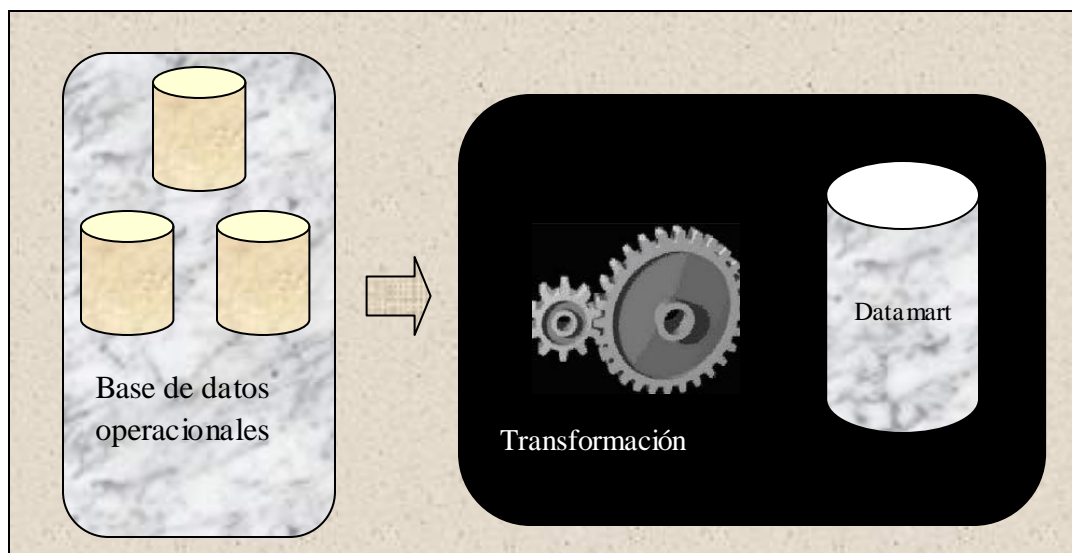 Base de datos
operacionales
Transformación
Datamart